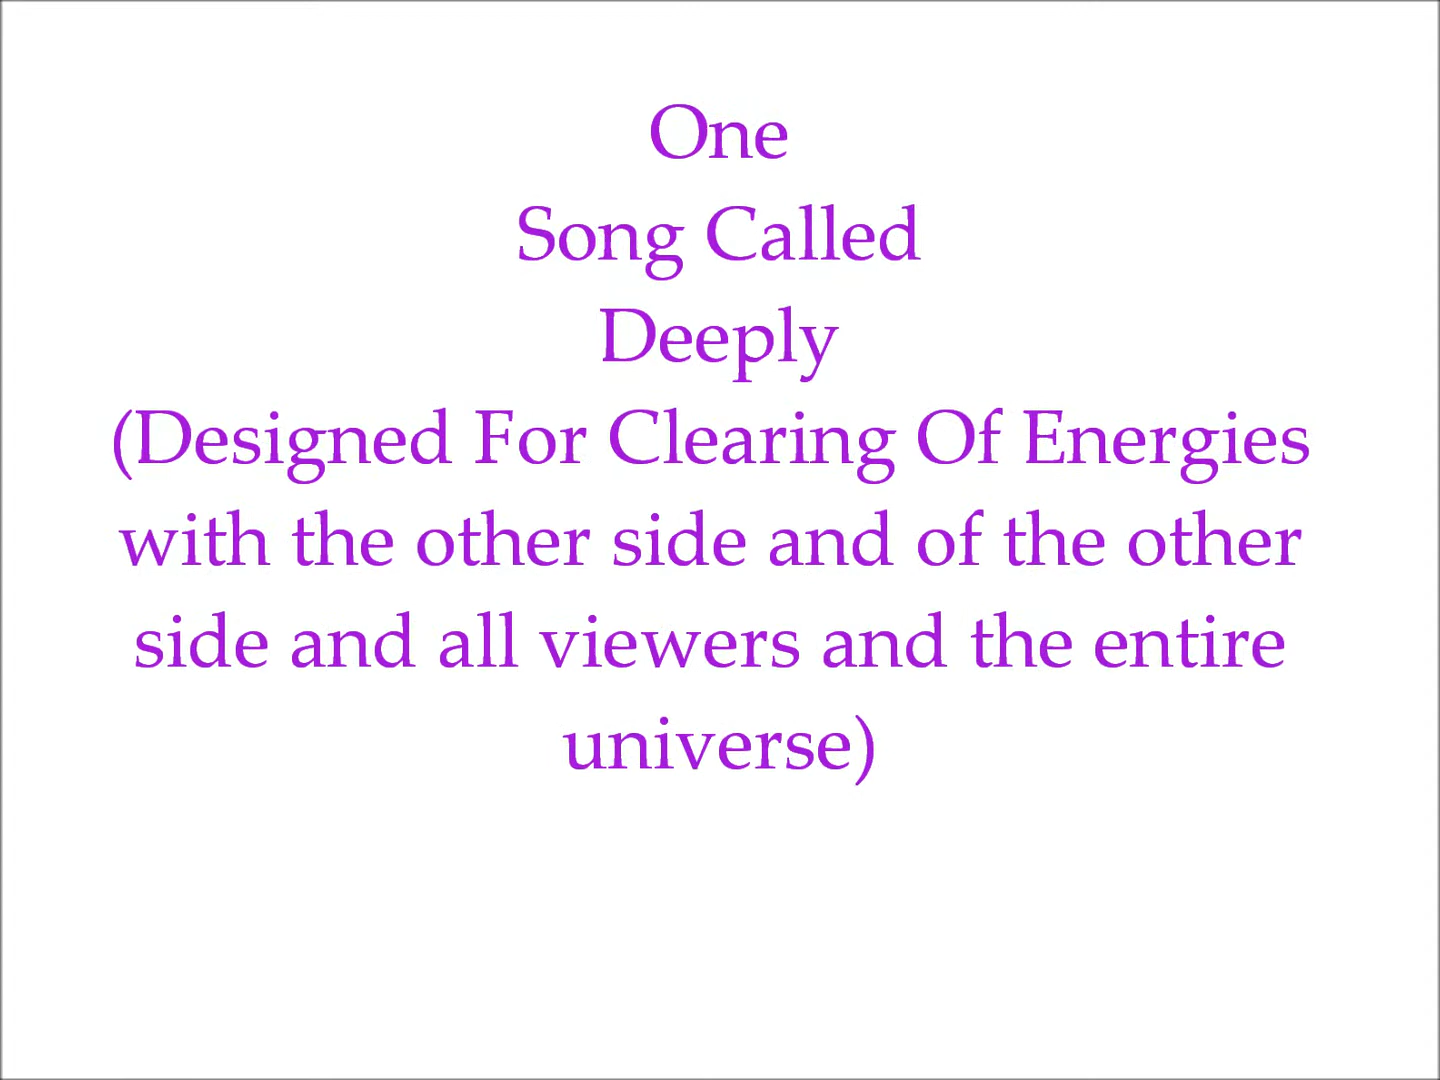 One
Song Called
Deeply
(Designed For Clearing Of Energies
with the other side and of the other
side and all viewers and the entire
universe)